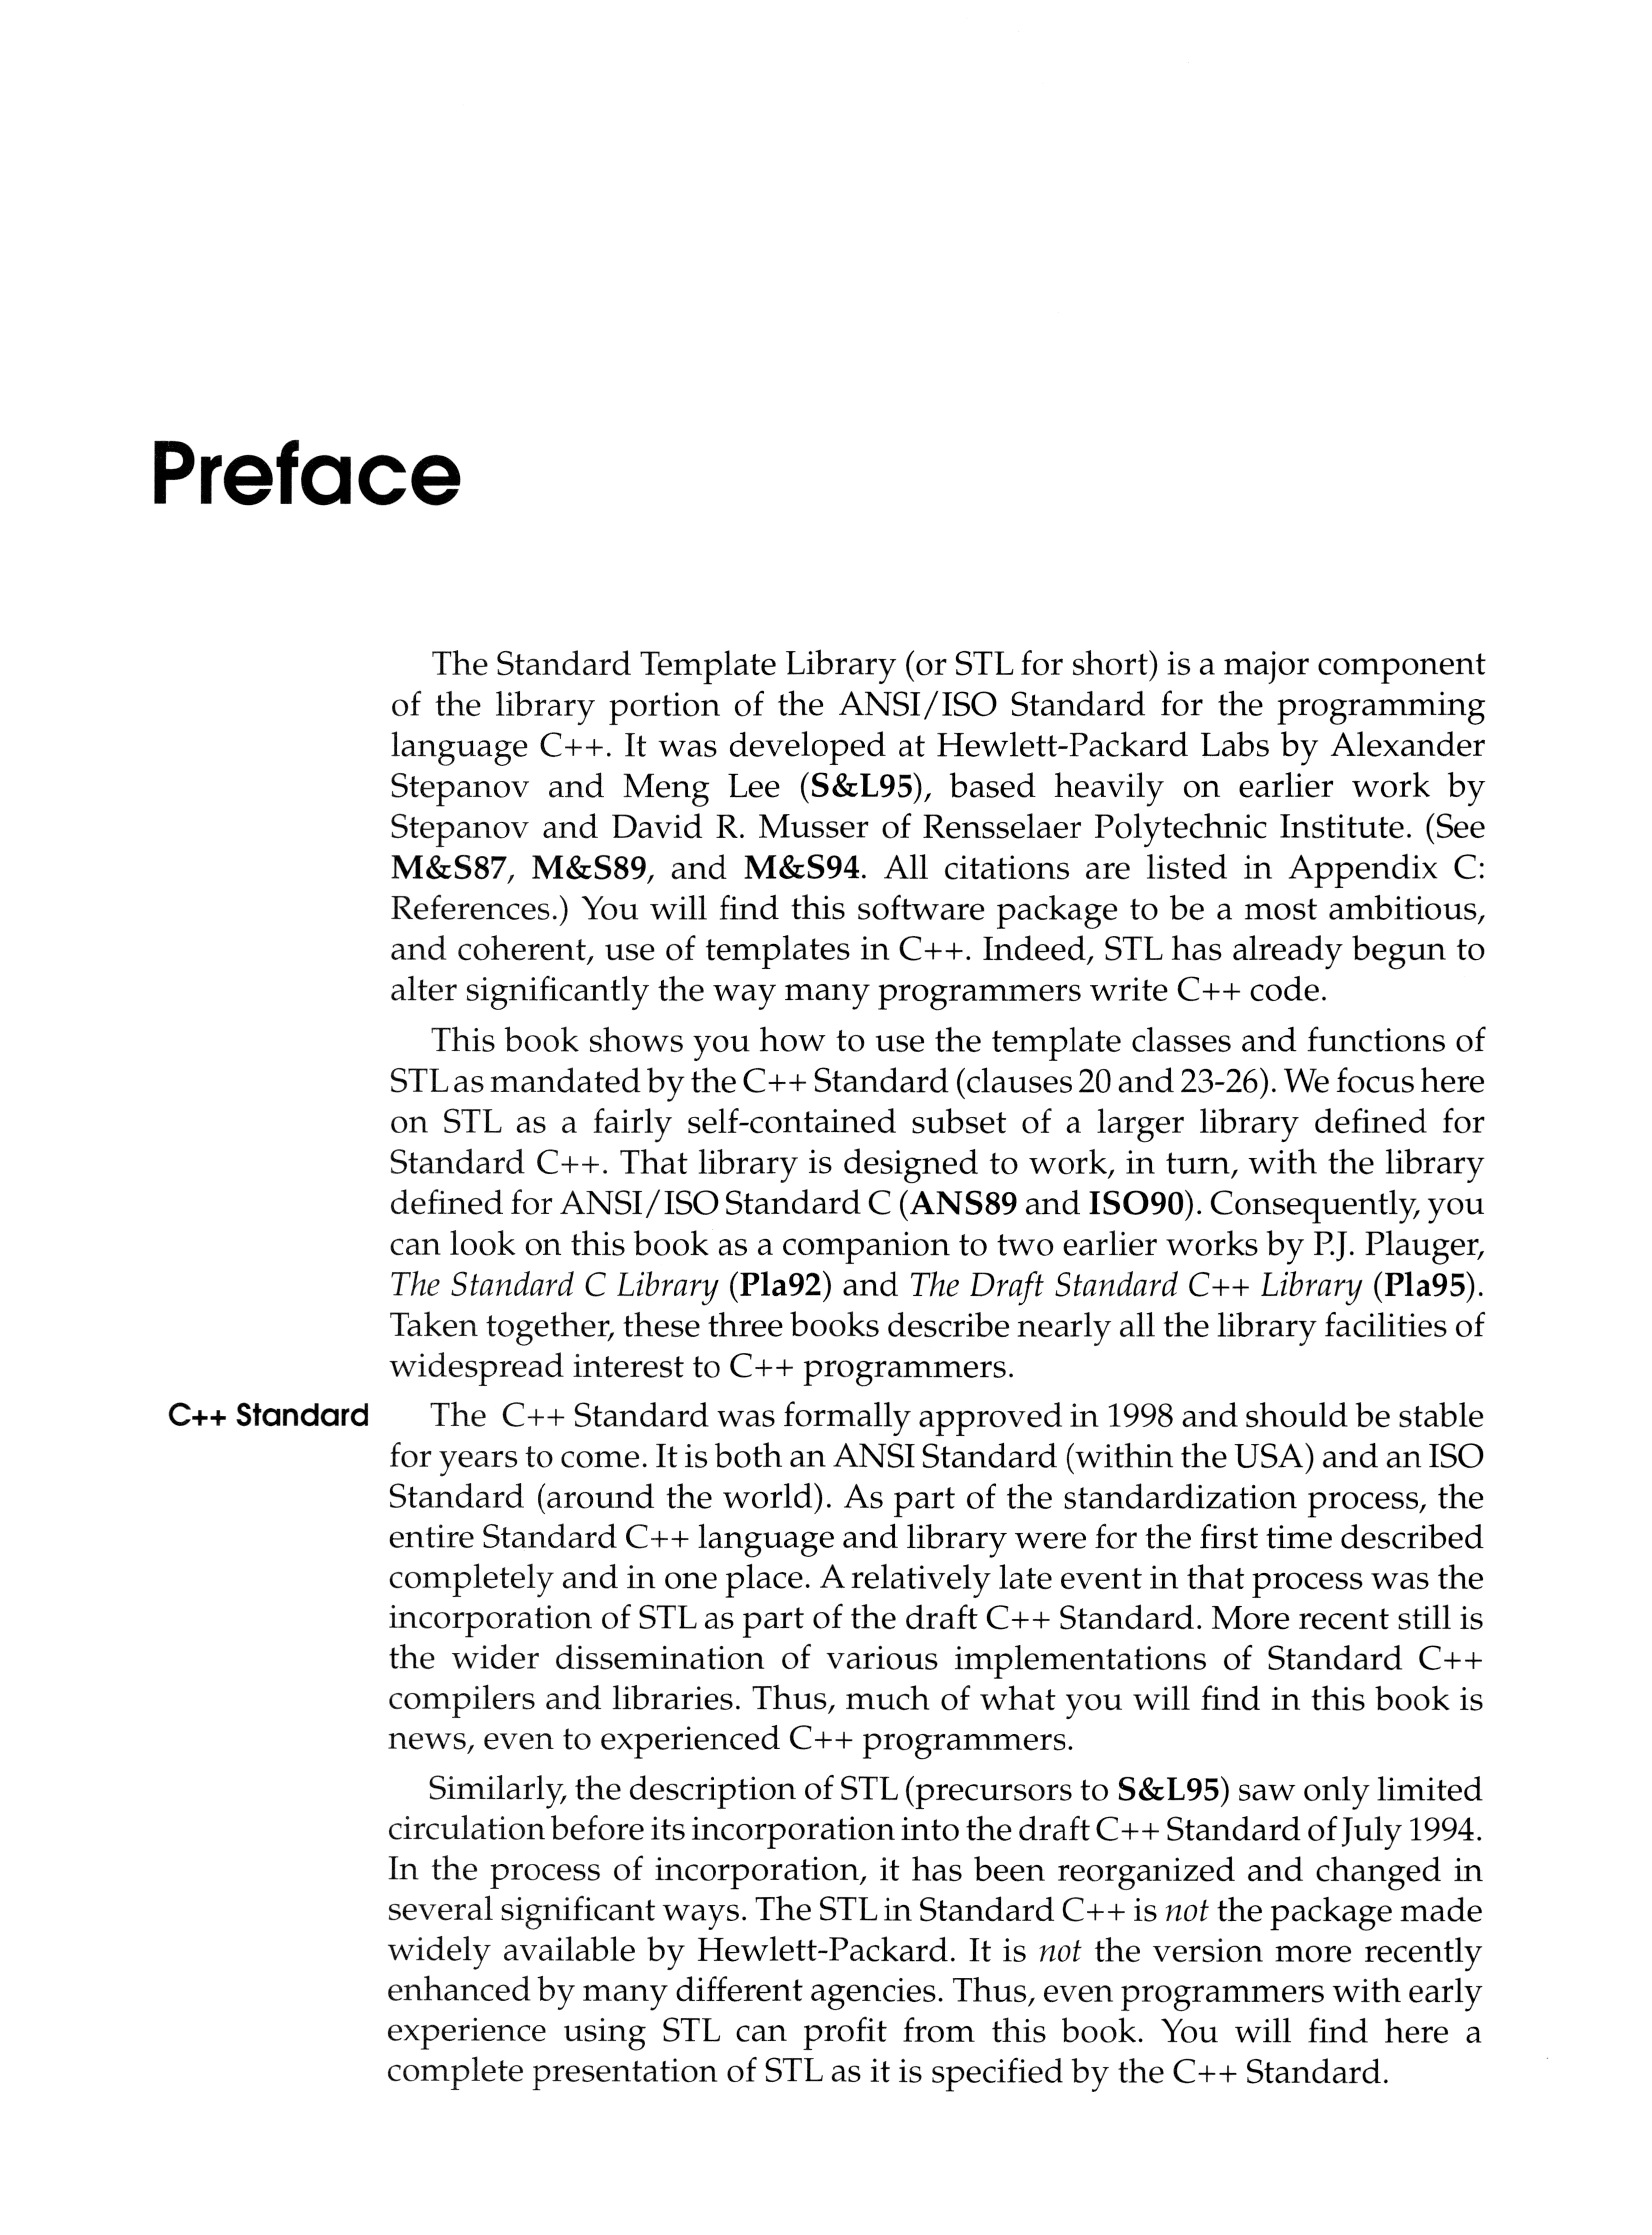 Preface
The Standard Template Library (or STL for short) is a major component
of the library portion of the ANSI/ISO Standard for the programming
language C++. It was developed at Hewlett-Packard Labs by Alexander
Stepanov and Meng Lee (S&L95), based heavily on earlier work by
Stepanov and David R. Musser of Rensselaer Polytechnic Institute. (See
M&S87, M&S89, and M&S94. All citations are listed in Appendix C:
References.) You will find this software package to be a most ambitious,
and coherent, use of templates in C++. Indeed, STL has already begun to
alter significantly the way many programmers write C++ code.
This book shows you how to use the template classes and functions of
STL as mandated by the C++ Standard (clauses 20 and 23-26). We focus here
on STL as a fairly self-contained subset of a larger library defined for
Standard C++. That library is designed to work, in turn, with the library
defined for ANSI/ISO Standard C (ANS89 and ISO90). Consequently, you
can look on this book as a companion to two earlier works by P.J. Plauger,
The Standard C Library (Pla92) and The Draft Standard C++ Library (Pla95).
Taken together, these three books describe nearly all the library facilities of
widespread interest to C++ programmers.
C++ Standard The C++ Standard was formally approved in 1998 and should be stable
for years to come. It is both an ANSI Standard (within the USA) and an ISO
Standard (around the world). As part of the standardization process, the
entire Standard C++ language and library were for the first time described
completely and in one place. A relatively late event in that process was the
incorporation of STL as part of the draft C++ Standard. More recent still is
the wider dissemination of various implementations of Standard C++
compilers and libraries. Thus, much of what you will find in this book is
news, even to experienced C++ programmers.
Similarly, the description of STL (precursors to S&L95) saw only limited
circulation before its incorporation into the draft C++ Standard of July 1994.
In the process of incorporation, it has been reorganized and changed in
several significant ways. The STL in Standard C++ is not the package made
widely available by Hewlett-Packard. It is not the version more recently
enhanced by many different agencies. Thus, even programmers with early
experience using STL can profit from this book. You will find here a
complete presentation of STL as it is specified by the C++ Standard.